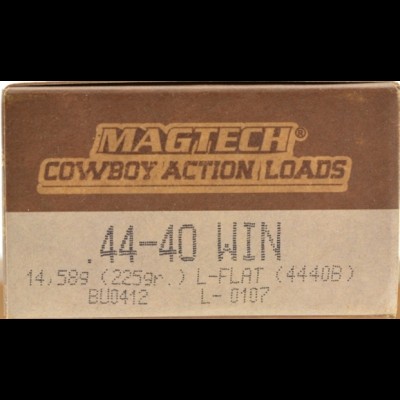 MAGTECH®
COWBOY ACTION LOADS
.44-40 WIN
14,58g (225gr.) L-FLAT (4440B)
BU0412 L- 0107